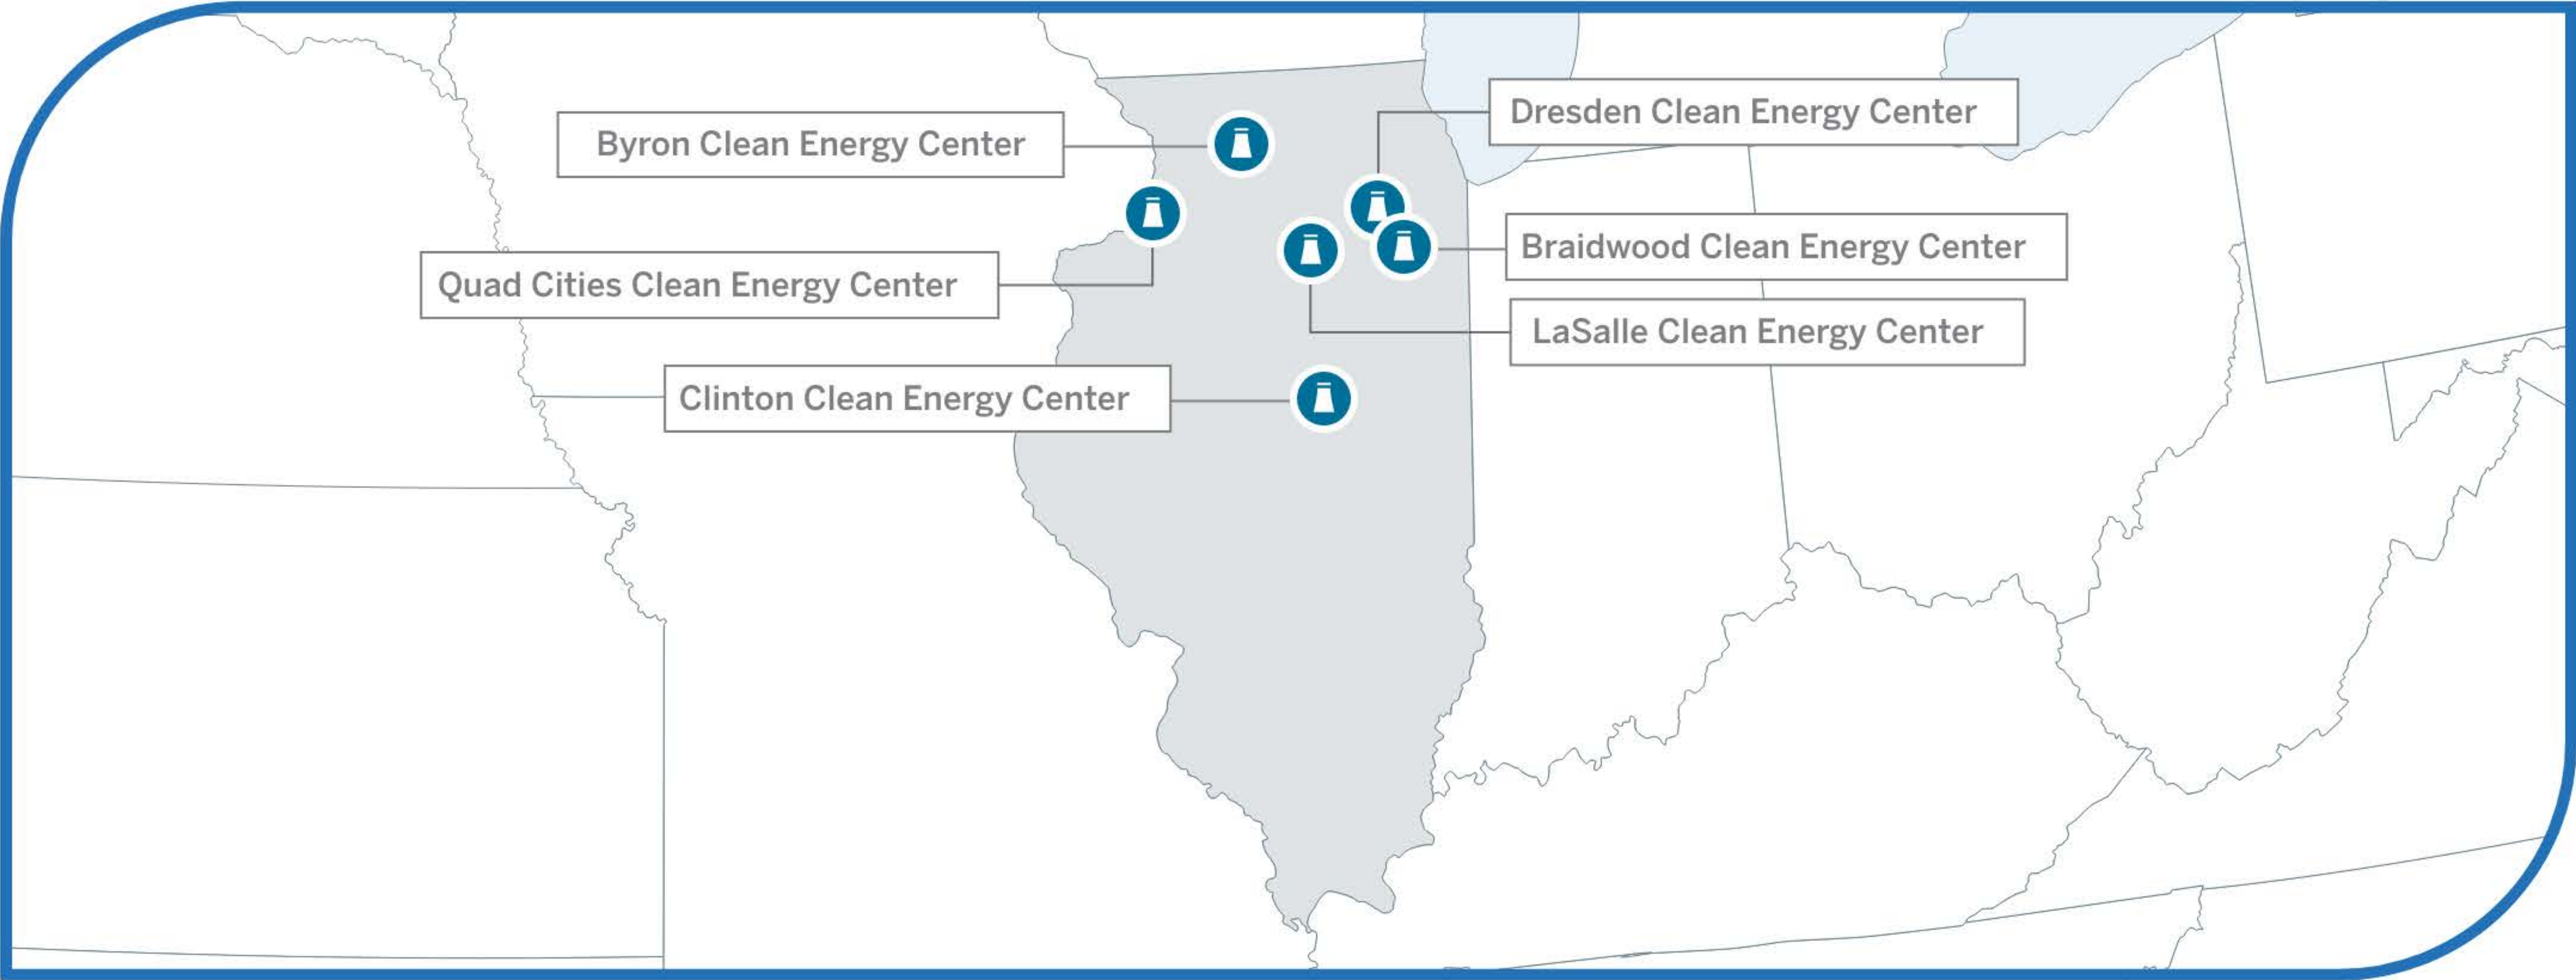 Dresden Clean Energy Center
Byron Clean Energy Center
Braidwood Clean Energy Center
Quad Cities Clean Energy Center
LaSalle Clean Energy Center
Clinton Clean Energy Center